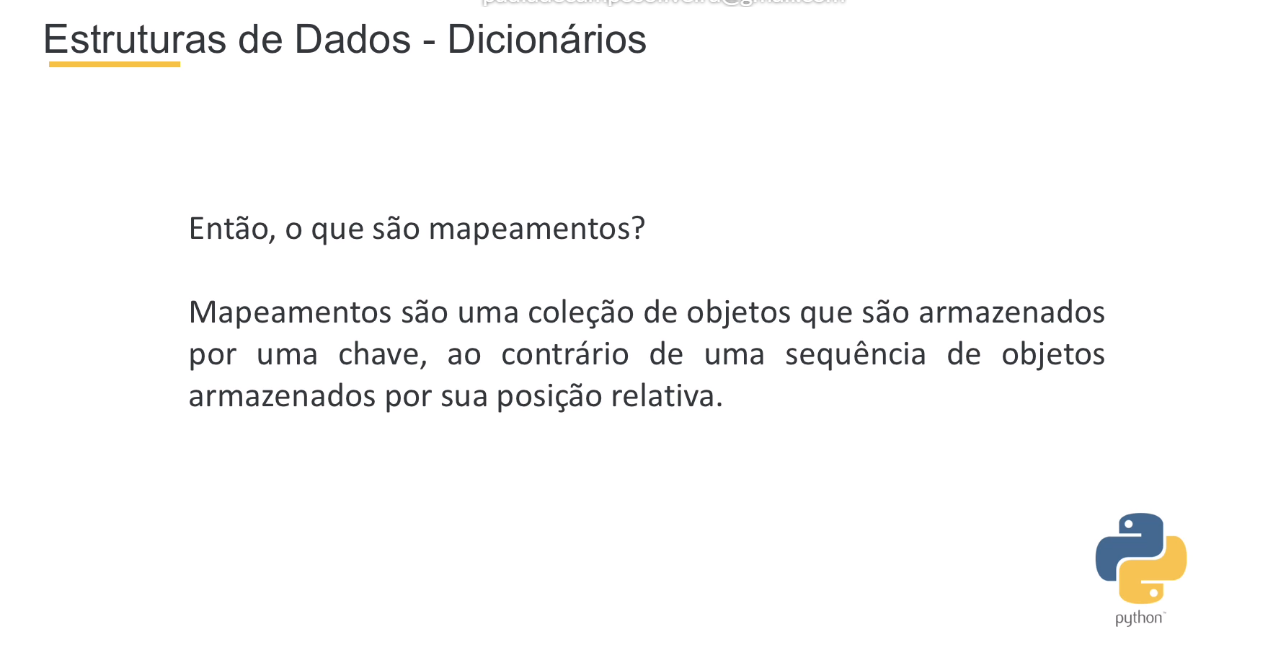 Estruturas de Dados - Dicionários
Então, o que são mapeamentos?
Mapeamentos são uma coleção de objetos que são armazenados
por uma chave, ao contrário de uma sequência de objetos
armazenados por sua posição relativa.
python